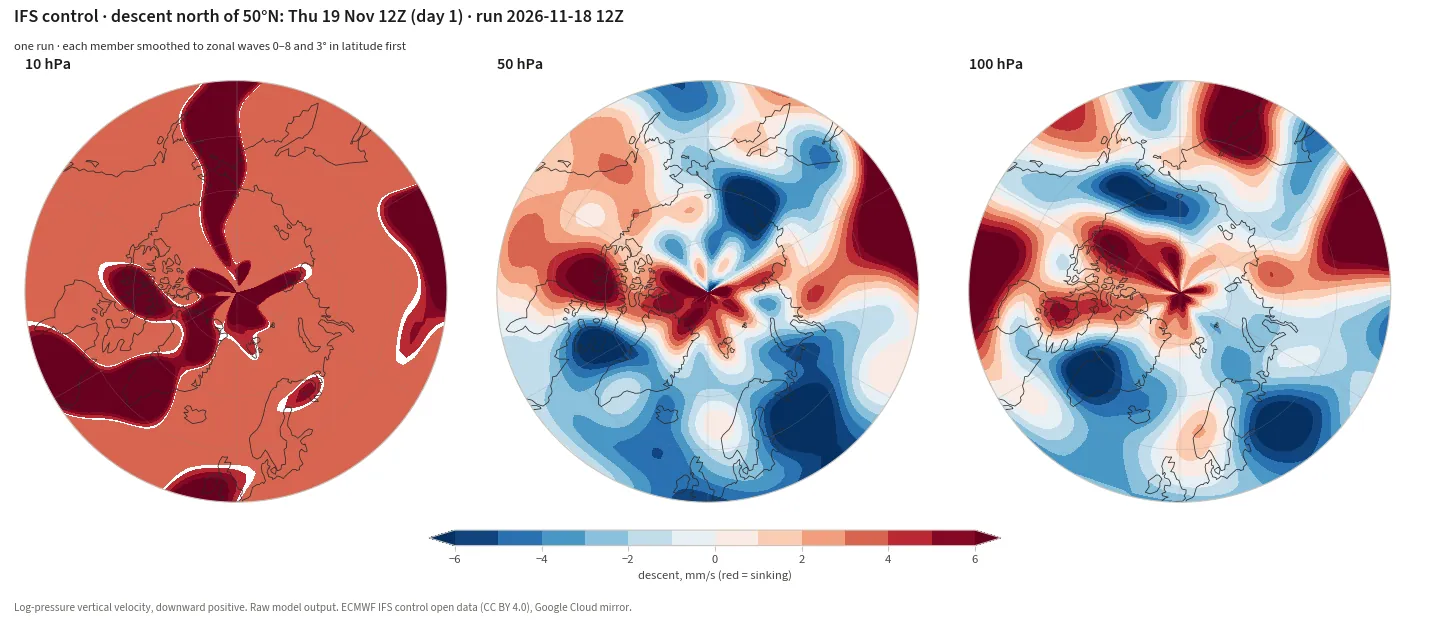 IFS control · descent north of 50°N: Thu 19 Nov 12Z (day 1) · run 2026-11-18 12Z
one run · each member smoothed to zonal waves 0–8 and 3° in latitude first
10 hPa
50 hPa
100 hPa
−6 −4 −2 0 2 4 6
descent, mm/s (red = sinking)
Log-pressure vertical velocity, downward positive. Raw model output. ECMWF IFS control open data (CC BY 4.0), Google Cloud mirror.